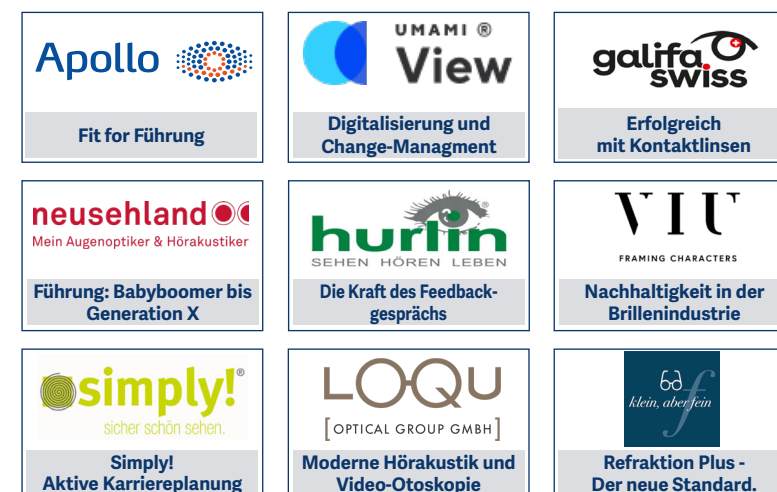 Apollo
Fit for Führung
UMAMI ®
View
Digitalisierung und
Change-Managment
galifa
swiss
Erfolgreich
mit Kontaktlinsen
neusehland
Mein Augenoptiker & Hörakustiker
Führung: Babyboomer bis
Generation X
hurlin®
SEHEN HÖREN LEBEN
Die Kraft des Feedback-
gesprächs
VIU
FRAMING CHARACTERS
Nachhaltigkeit in der
Brillenindustrie
simply!®
sicher schön sehen.
Simply!
Aktive Karriereplanung
LOQU
[OPTICAL GROUP GMBH]
Moderne Hörakustik und
Video-Otoskopie
klein, aber fein
f
Refraktion Plus -
Der neue Standard.